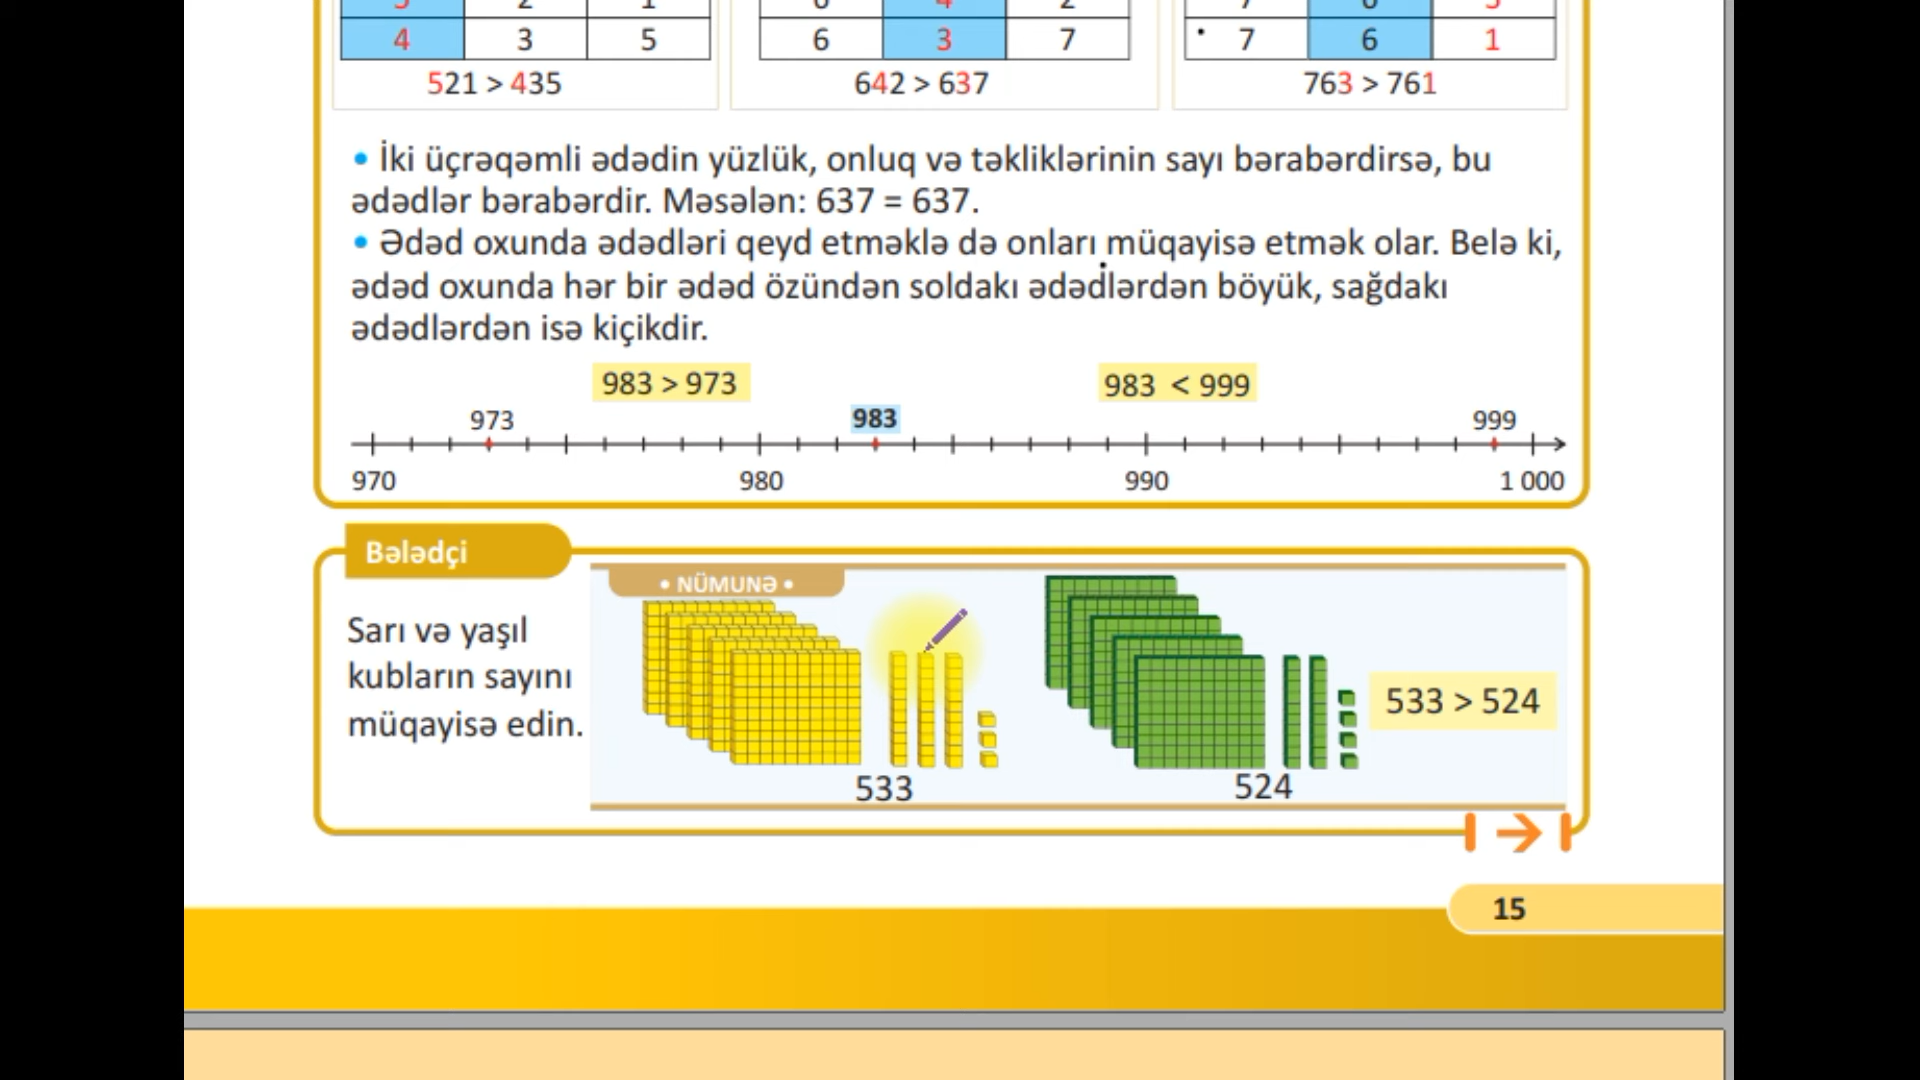 4 3 5
6 3 7
7 6 1
521 > 435
642 > 637
763 > 761
• İki üçrəqəmli ədədin yüzlük, onluq və təkliklərinin sayı bərabərdirsə, bu
ədədlər bərabərdir. Məsələn: 637 = 637.
• Ədəd oxunda ədədləri qeyd etməklə də onları müqayisə etmək olar. Belə ki,
ədəd oxunda hər bir ədəd özündən soldakı ədədlərdən böyük, sağdakı
ədədlərdən isə kiçikdir.
983 > 973
983 < 999
973
983
999
970
980
990
1 000
Bələdçi
• NÜMUNƏ •
Sarı və yaşıl
kubların sayını
müqayisə edin.
533
524
533 > 524
15